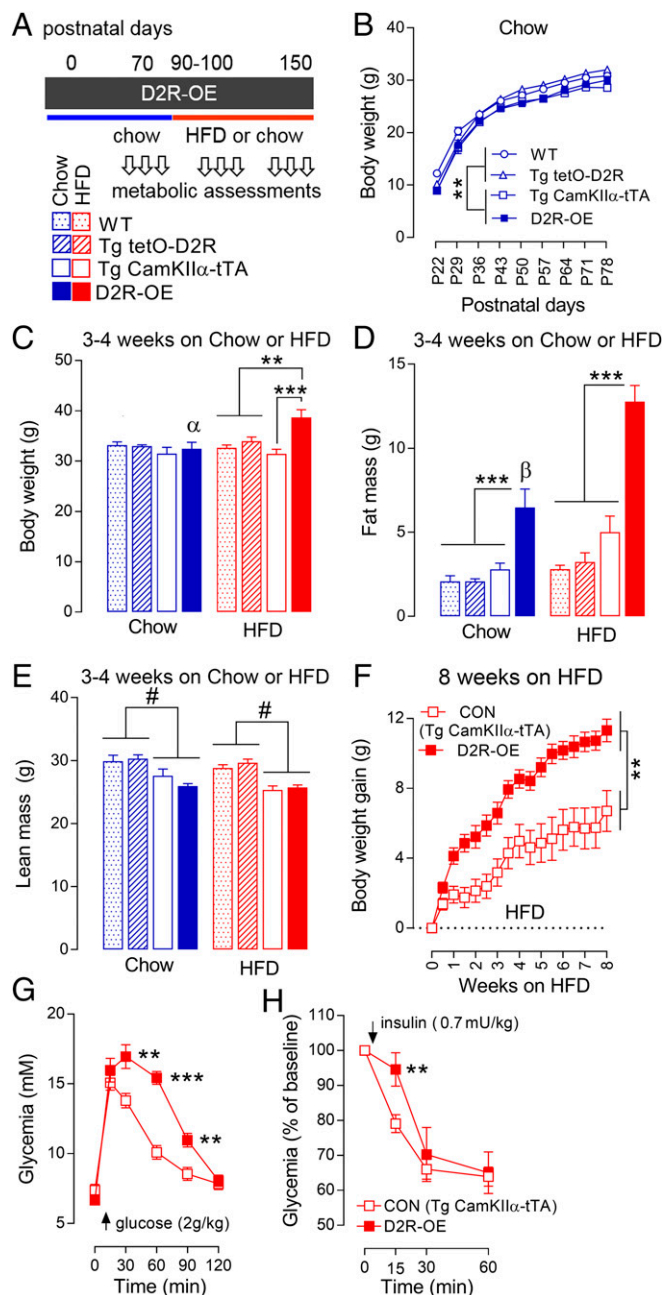 A
postnatal days
0 70 90-100 150
D2R-OE
chow HFD or chow
metabolic assessments
Chow
HFD
WT
Tg tetO-D2R
Tg CamKIIα-tTA
D2R-OE
B
Chow
Body weight (g)
40
30
20
10
0
WT
Tg tetO-D2R
Tg CamKIIα-tTA
D2R-OE
**
P22
P29
P36
P43
P50
P57
P64
P71
P78
Postnatal days
C
3-4 weeks on Chow or HFD
Body weight (g)
50
40
30
20
10
0
α
**
***
Chow HFD
D
3-4 weeks on Chow or HFD
Fat mass (g)
15
10
5
0
***
β
***
Chow
HFD
E
3-4 weeks on Chow or HFD
Lean mass (g)
40
30
20
10
0
#
#
Chow HFD
F
8 weeks on HFD
CON
(Tg CamKIIα-tTA)
D2R-OE
Body weight gain (g)
12
8
4
0
**
HFD
0 1 2 3 4 5 6 7 8
Weeks on HFD
G
Glycemia (mM)
20
15
10
5
**
***
**
glucose (2g/kg)
0 30 60 90 120
Time (min)
H
insulin (0.7 mU/kg)
Glycemia (% of baseline)
100
90
80
70
60
50
**
CON (Tg CamKIIα-tTA)
D2R-OE
0 15 30 60
Time (min)